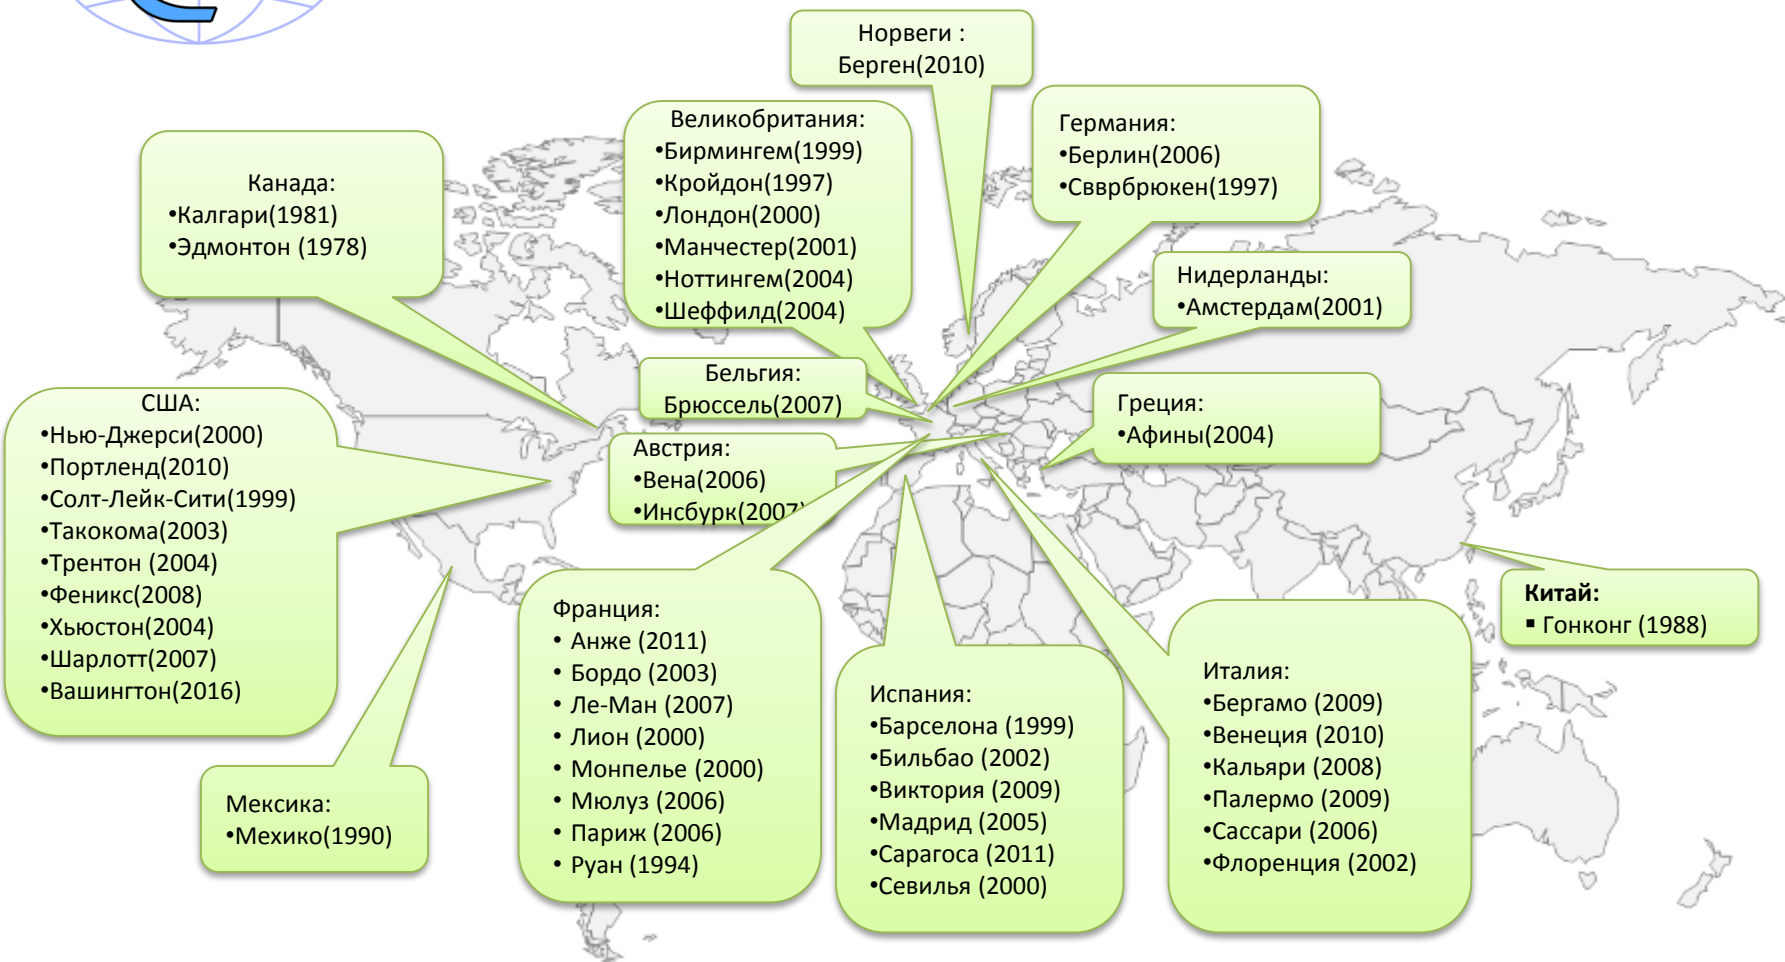 Норвеги :
Берген(2010)
Великобритания:
•Бирмингем(1999)
•Кройдон(1997)
•Лондон(2000)
•Манчестер(2001)
•Ноттингем(2004)
•Шеффилд(2004)
Германия:
•Берлин(2006)
•Свврбрюкен(1997)
Канада:
•Калгари(1981)
•Эдмонтон (1978)
Нидерланды:
•Амстердам(2001)
Бельгия:
Брюссель(2007)
Греция:
•Афины(2004)
США:
•Нью-Джерси(2000)
•Портленд(2010)
•Солт-Лейк-Сити(1999)
•Такокома(2003)
•Трентон (2004)
•Феникс(2008)
•Хьюстон(2004)
•Шарлотт(2007)
•Вашингтон(2016)
Австрия:
•Вена(2006)
•Инсбурк(2007)
Китай:
▪ Гонконг (1988)
Франция:
• Анже (2011)
• Бордо (2003)
• Ле-Ман (2007)
• Лион (2000)
• Монпелье (2000)
• Мюлуз (2006)
• Париж (2006)
• Руан (1994)
Испания:
•Барселона (1999)
•Бильбао (2002)
•Виктория (2009)
•Мадрид (2005)
•Сарагоса (2011)
•Севилья (2000)
Италия:
•Бергамо (2009)
•Венеция (2010)
•Кальяри (2008)
•Палермо (2009)
•Сассари (2006)
•Флоренция (2002)
Мексика:
•Мехико(1990)